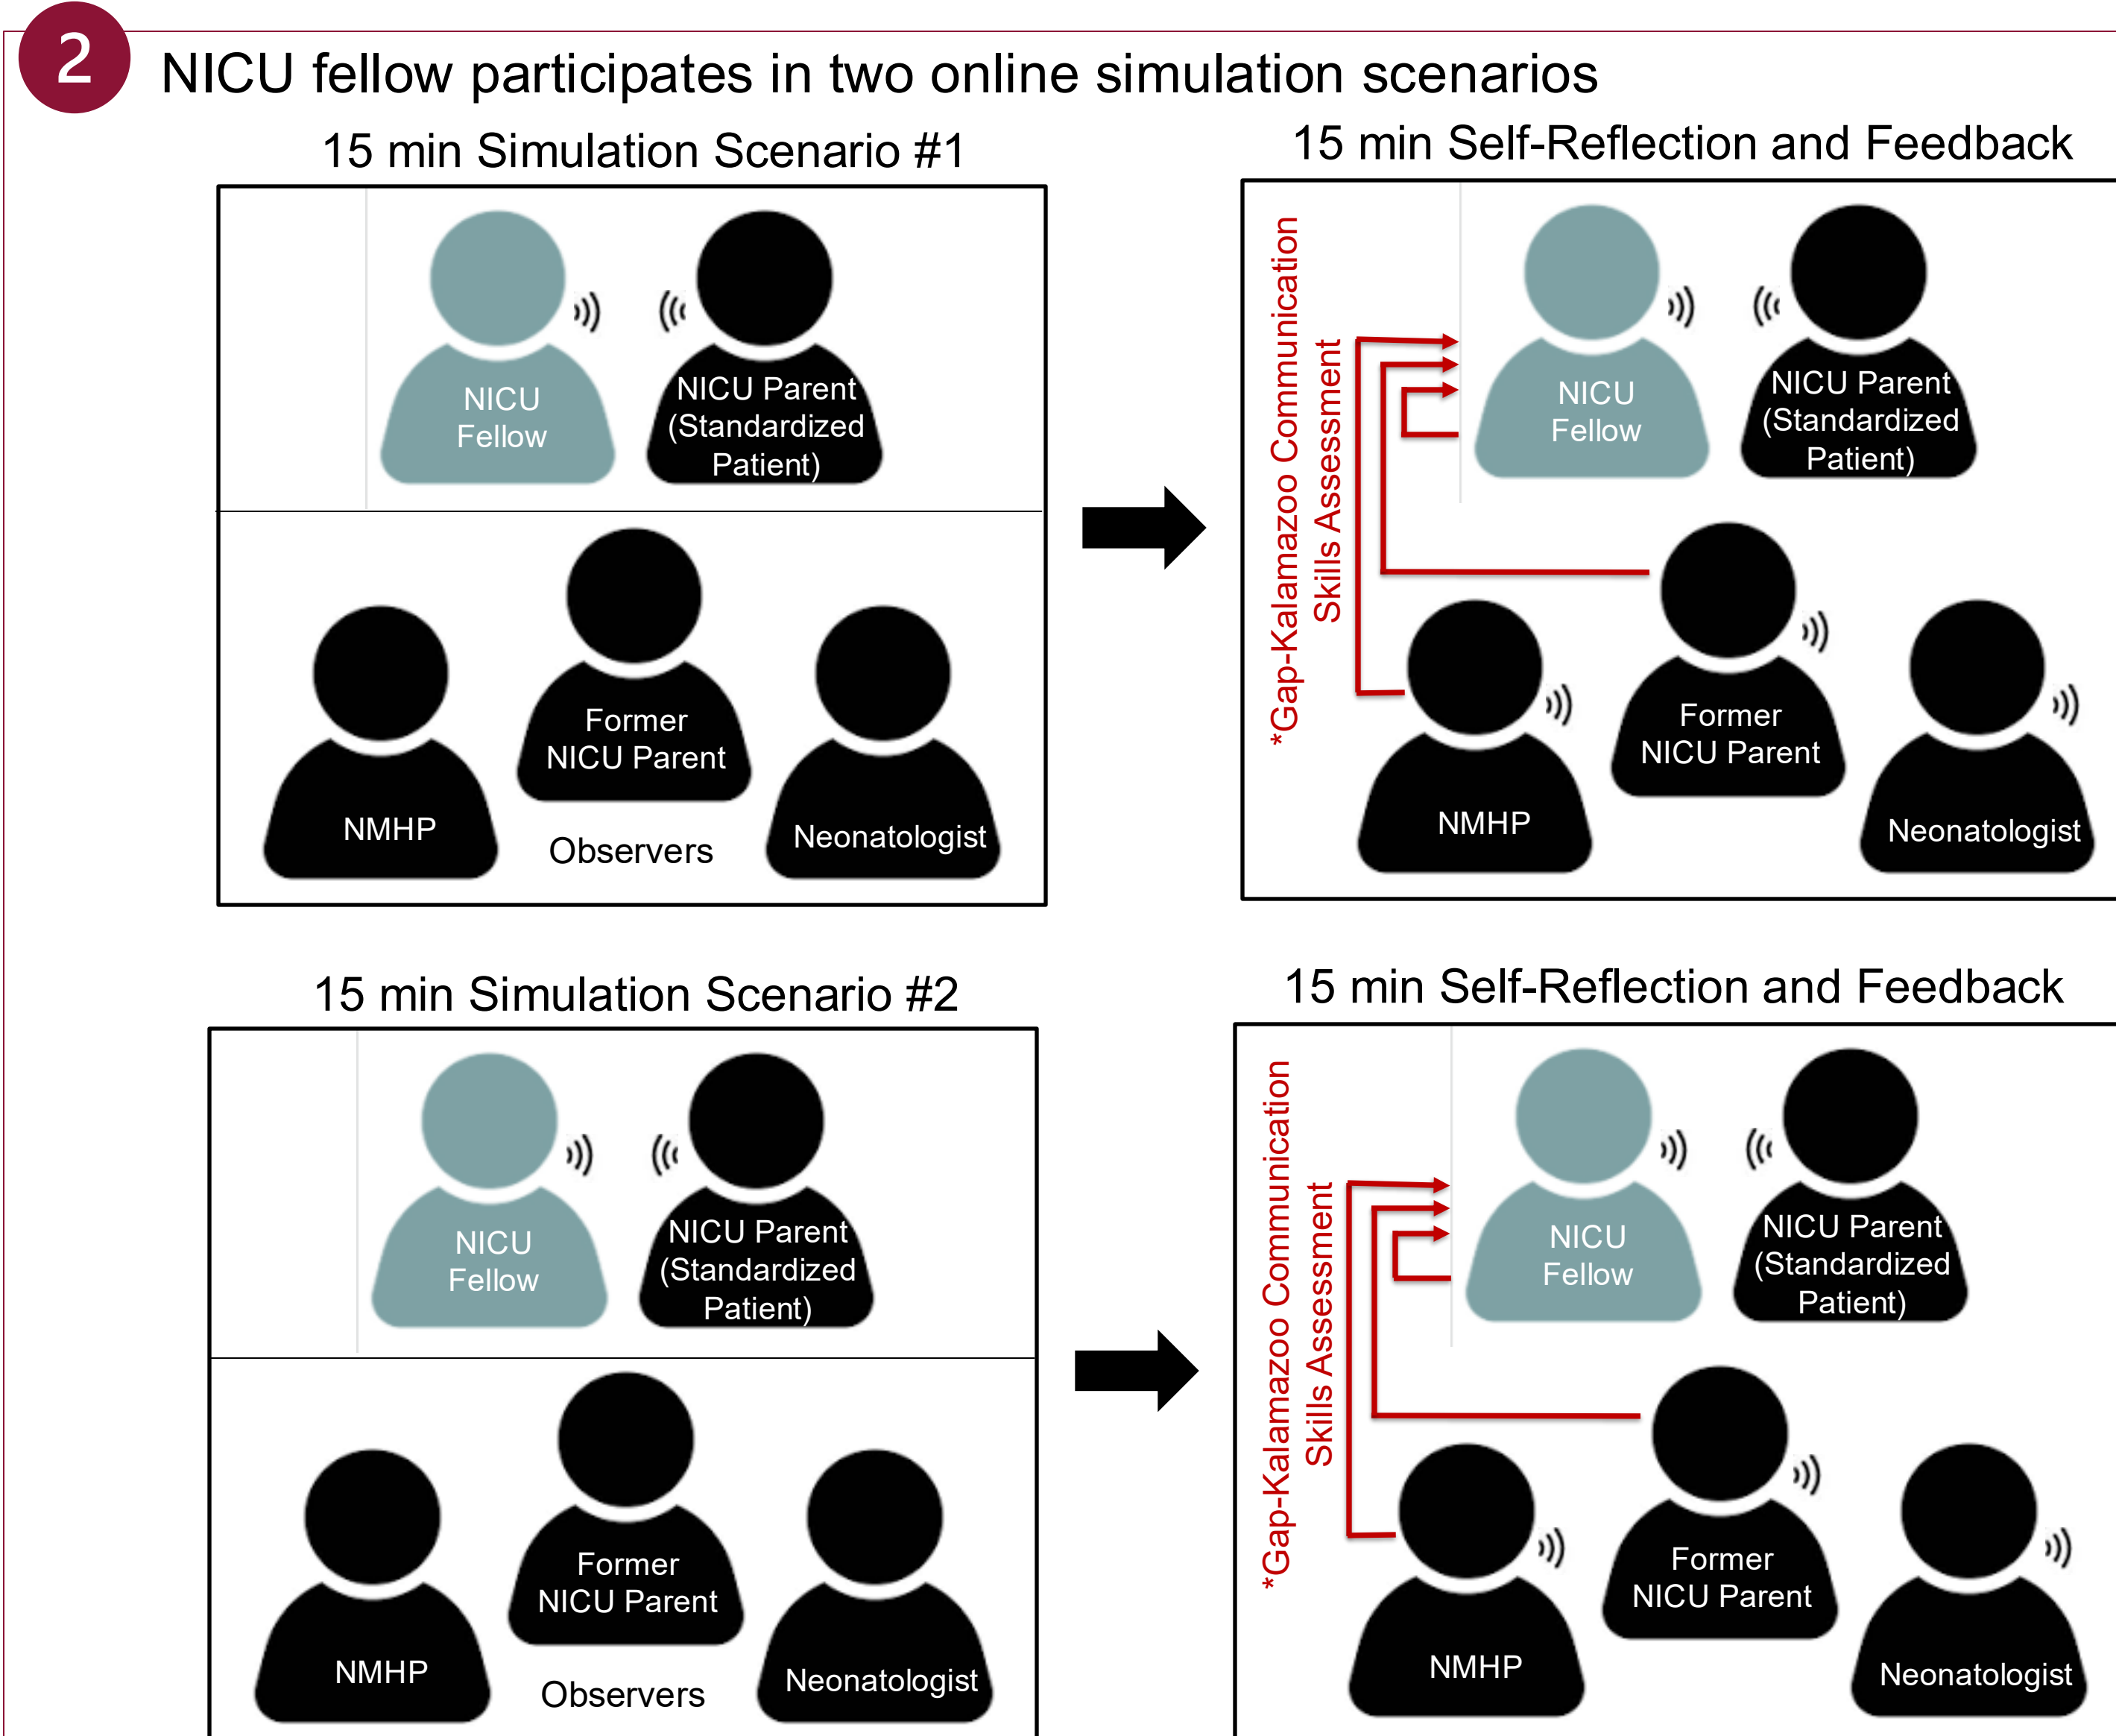 2
NICU fellow participates in two online simulation scenarios
15 min Simulation Scenario #1
NICU
Fellow
NICU Parent
(Standardized
Patient)
NMHP
Former
NICU Parent
Observers
Neonatologist
15 min Self-Reflection and Feedback
*Gap-Kalamazoo Communication
Skills Assessment
NICU
Fellow
NICU Parent
(Standardized
Patient)
NMHP
Former
NICU Parent
Neonatologist
15 min Simulation Scenario #2
NICU
Fellow
NICU Parent
(Standardized
Patient)
NMHP
Former
NICU Parent
Observers
Neonatologist
15 min Self-Reflection and Feedback
*Gap-Kalamazoo Communication
Skills Assessment
NICU
Fellow
NICU Parent
(Standardized
Patient)
NMHP
Former
NICU Parent
Neonatologist